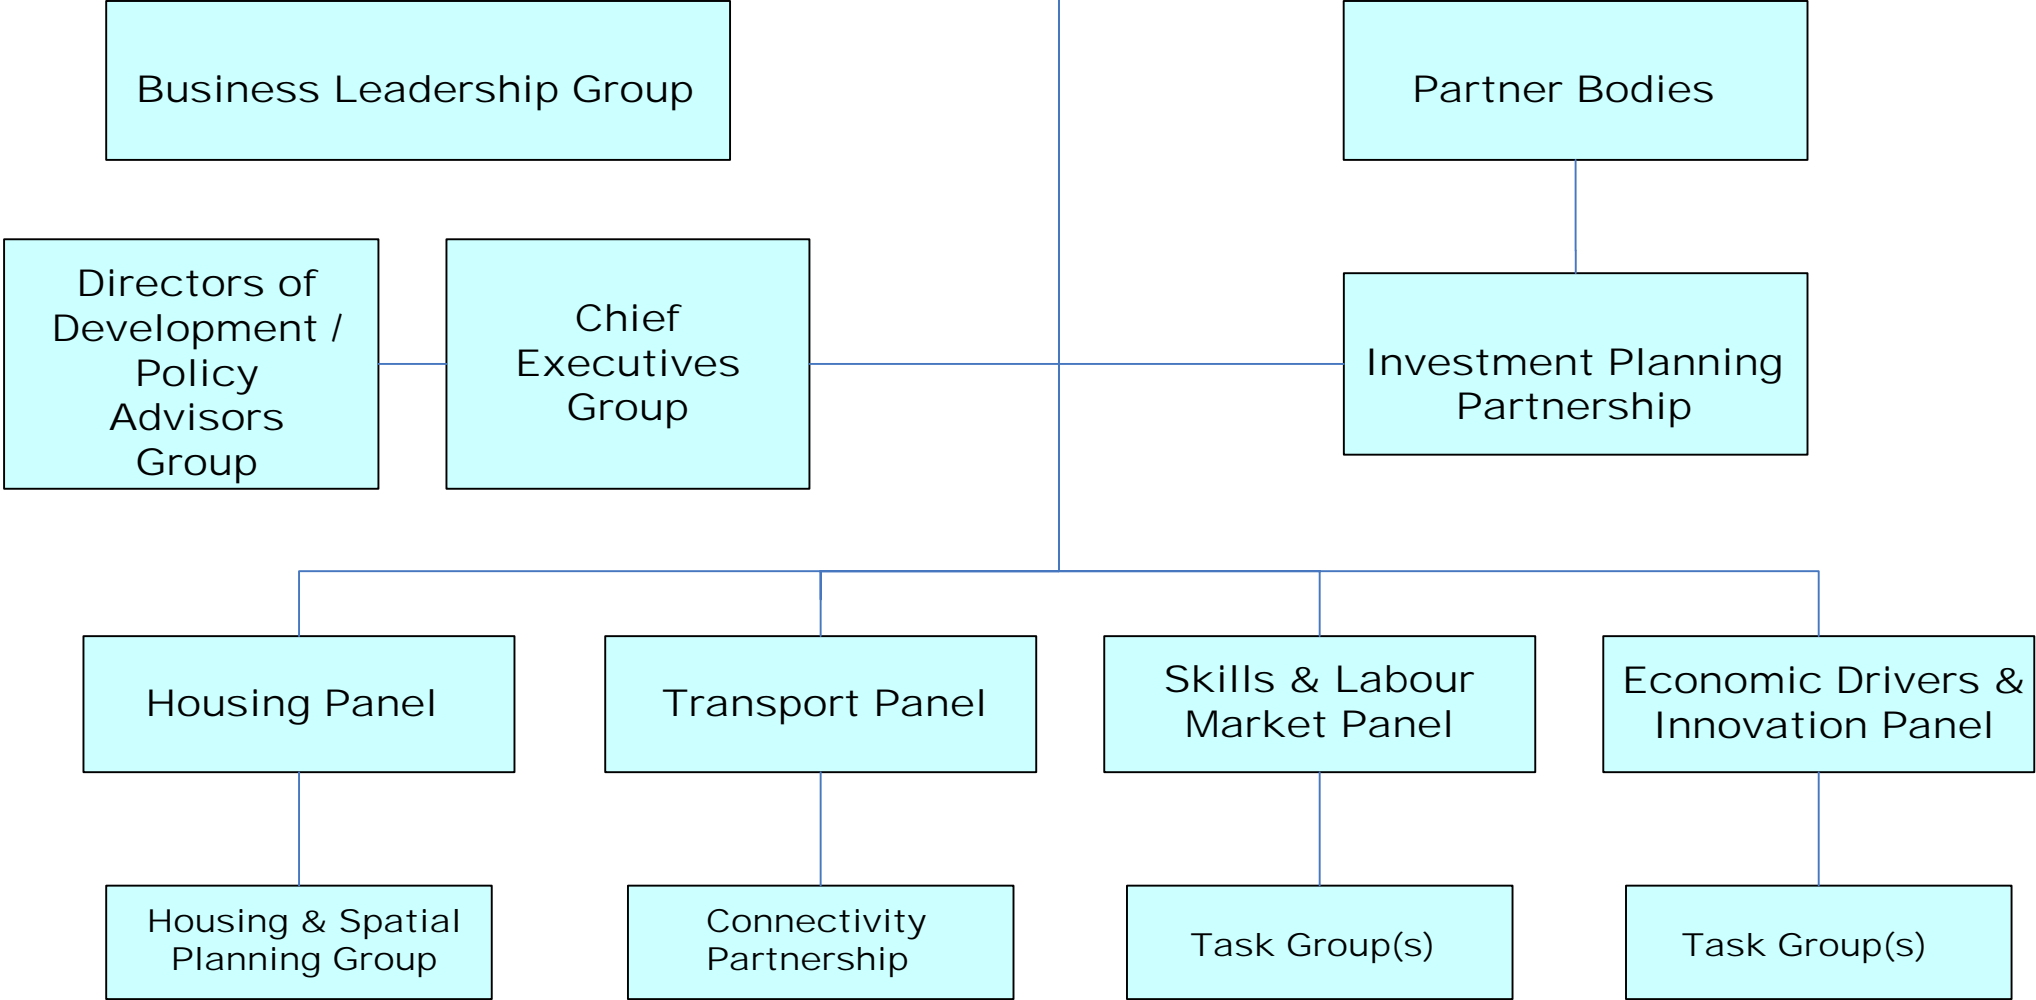 Business Leadership Group
Partner Bodies
Directors of
Development /
Policy
Advisors
Group
Chief
Executives
Group
Investment Planning
Partnership
Housing Panel
Transport Panel
Skills & Labour
Market Panel
Economic Drivers &
Innovation Panel
Housing & Spatial
Planning Group
Connectivity
Partnership
Task Group(s)
Task Group(s)